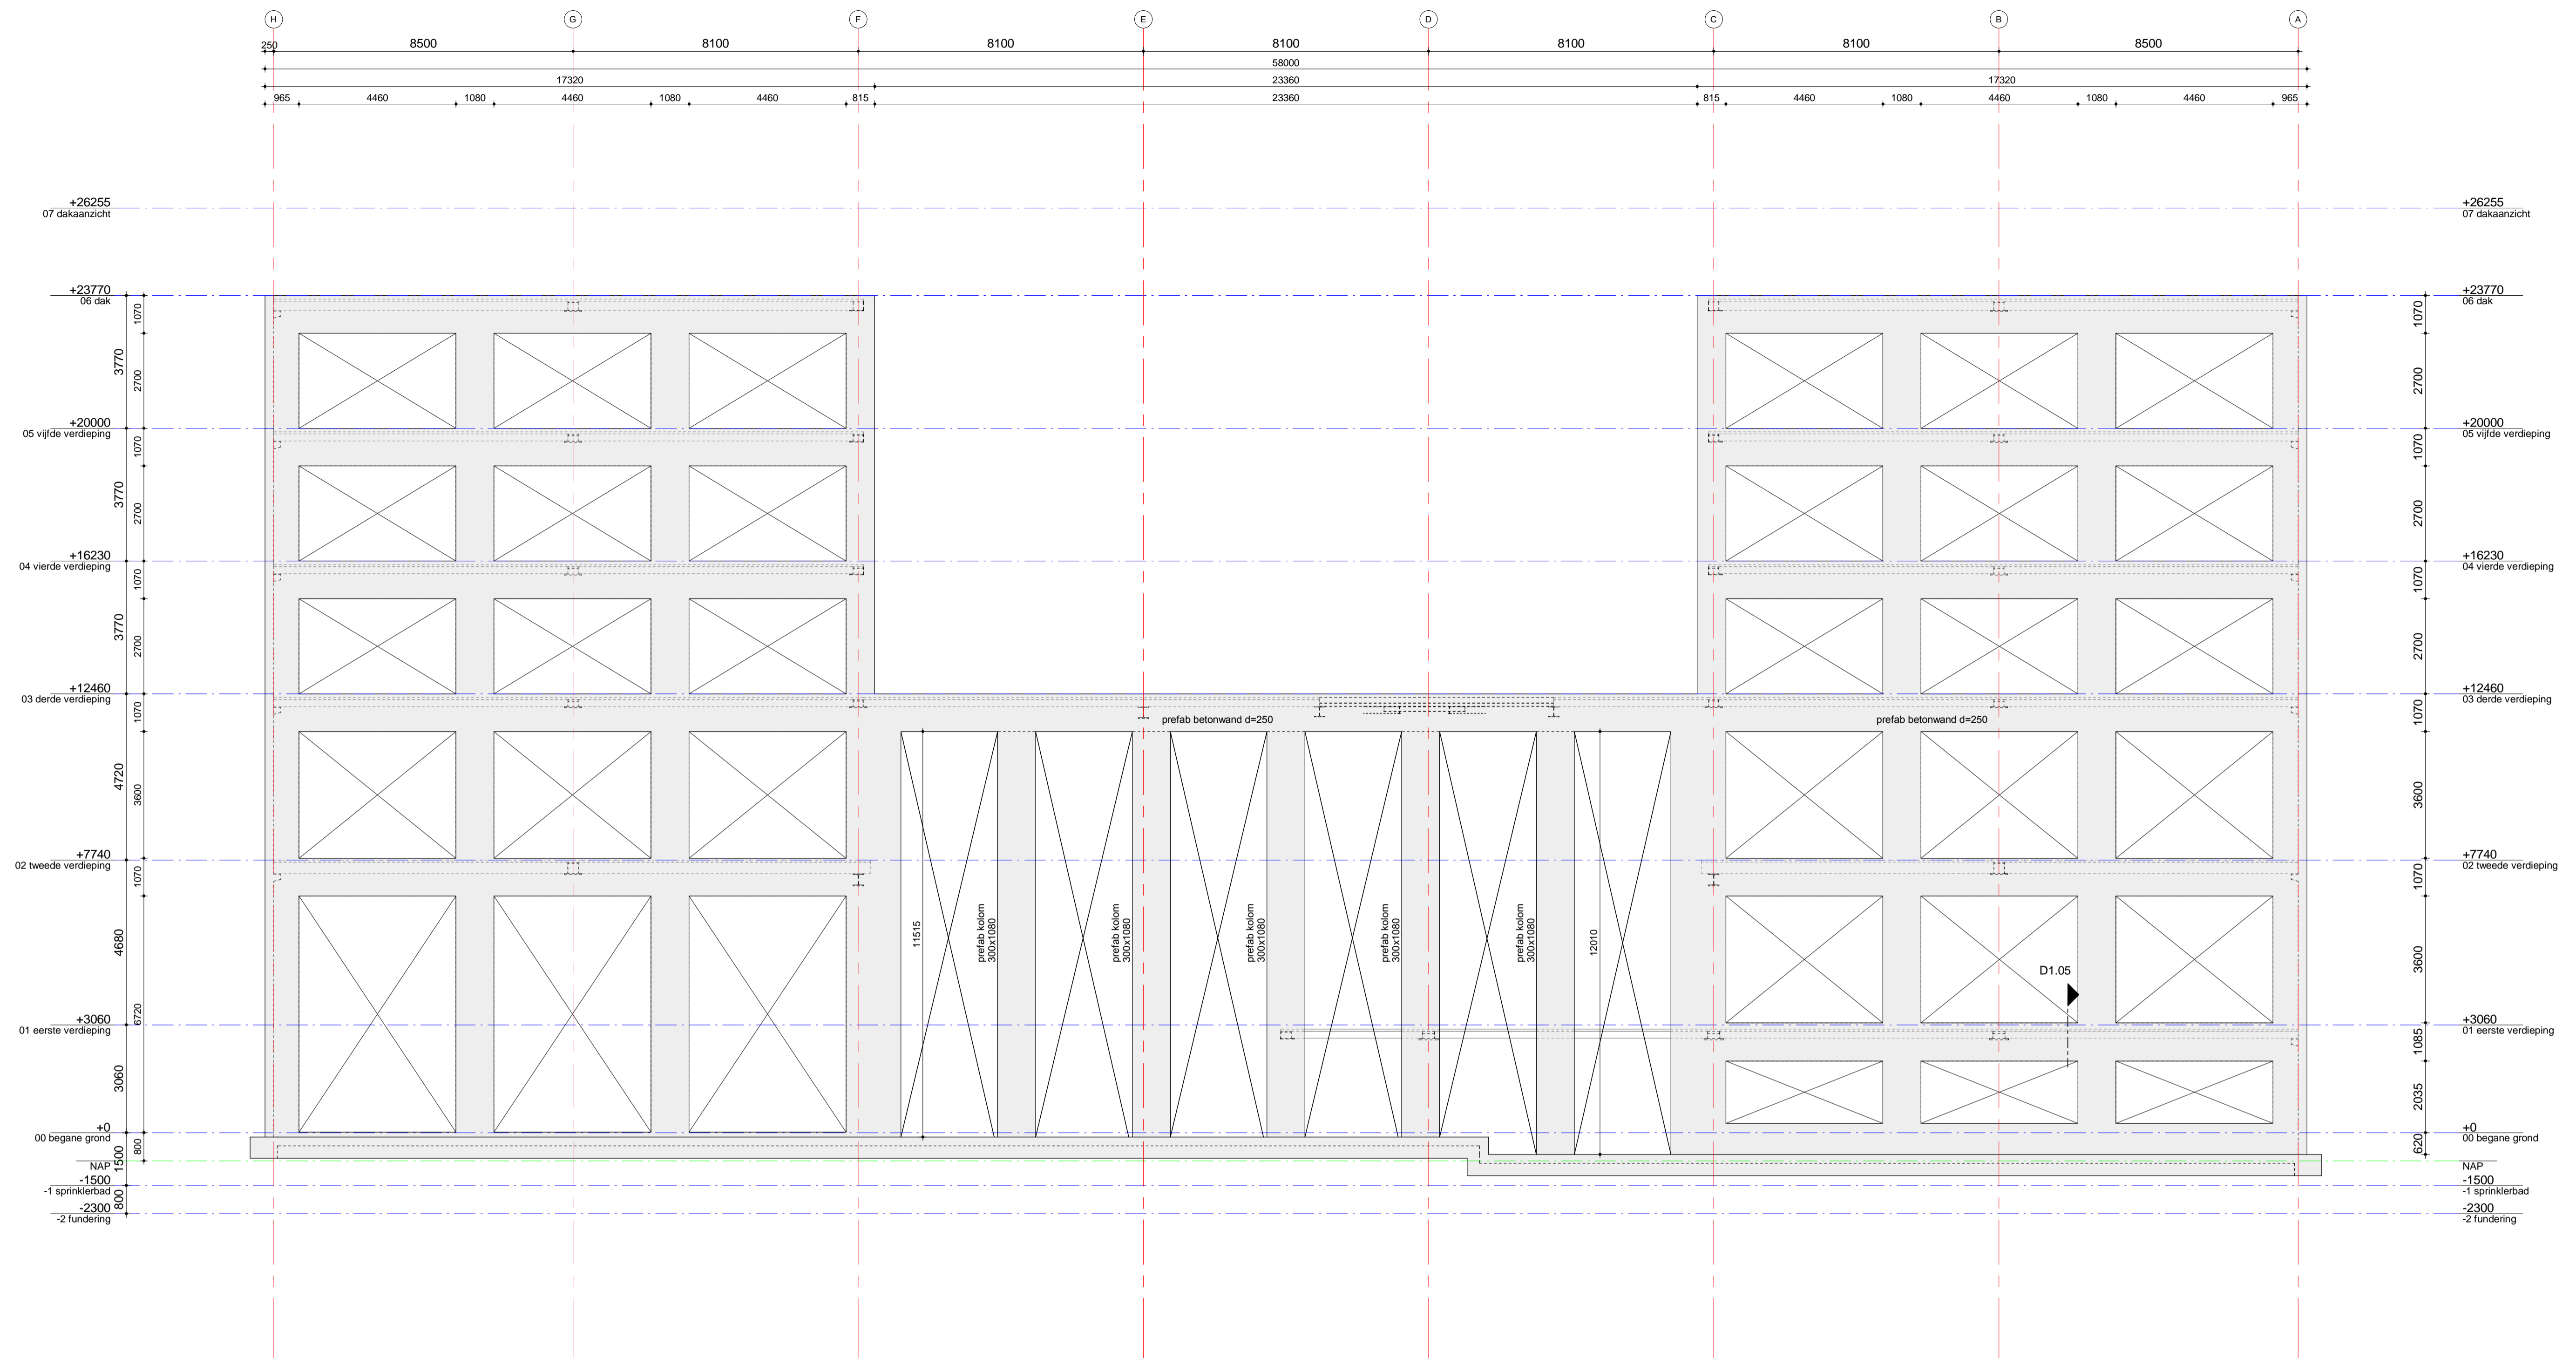 H G F E D C B A
250 8500 8100 8100 8100 8100 8100 8500
58000
17320 23360 17320
965 4460 1080 4460 1080 4460 815 23360 815 4460 1080 4460 1080 4460 965
+26255
07 dakaanzicht
+23770
06 dak
+20000
05 vijfde verdieping
+16230
04 vierde verdieping
+12460
03 derde verdieping
+7740
02 tweede verdieping
+3060
01 eerste verdieping
+0
00 begane grond
NAP
-1500
-1 sprinklerbad
-2300
-2 fundering
3770
3770
3770
4720
4680
3060
1500
800
1070
2700
1070
2700
1070
2700
1070
3600
1070
6720
800
prefab betonwand d=250
prefab betonwand d=250
11515
prefab kolom
300x1080
prefab kolom
300x1080
prefab kolom
300x1080
prefab kolom
300x1080
prefab kolom
300x1080
12010
D1.05
1070
2700
1070
2700
1070
2700
1070
3600
1070
3600
1085
2035
620
+26255
07 dakaanzicht
+23770
06 dak
+20000
05 vijfde verdieping
+16230
04 vierde verdieping
+12460
03 derde verdieping
+7740
02 tweede verdieping
+3060
01 eerste verdieping
+0
00 begane grond
NAP
-1500
-1 sprinklerbad
-2300
-2 fundering